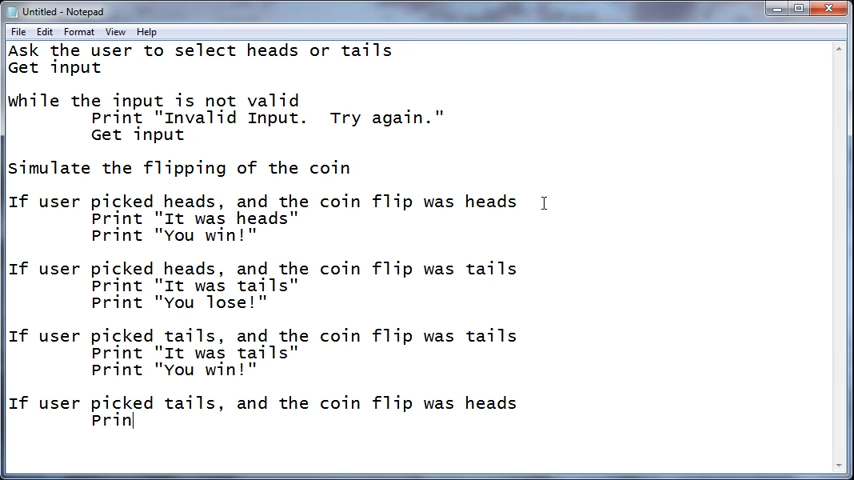 Untitled - Notepad
File Edit Format View Help
Ask the user to select heads or tails
Get input
While the input is not valid
Print "Invalid Input.  Try again."
Get input
Simulate the flipping of the coin
If user picked heads, and the coin flip was heads
Print "It was heads"
Print "You win!"
If user picked heads, and the coin flip was tails
Print "It was tails"
Print "You lose!"
If user picked tails, and the coin flip was tails
Print "It was tails"
Print "You win!"
If user picked tails, and the coin flip was heads
Prin